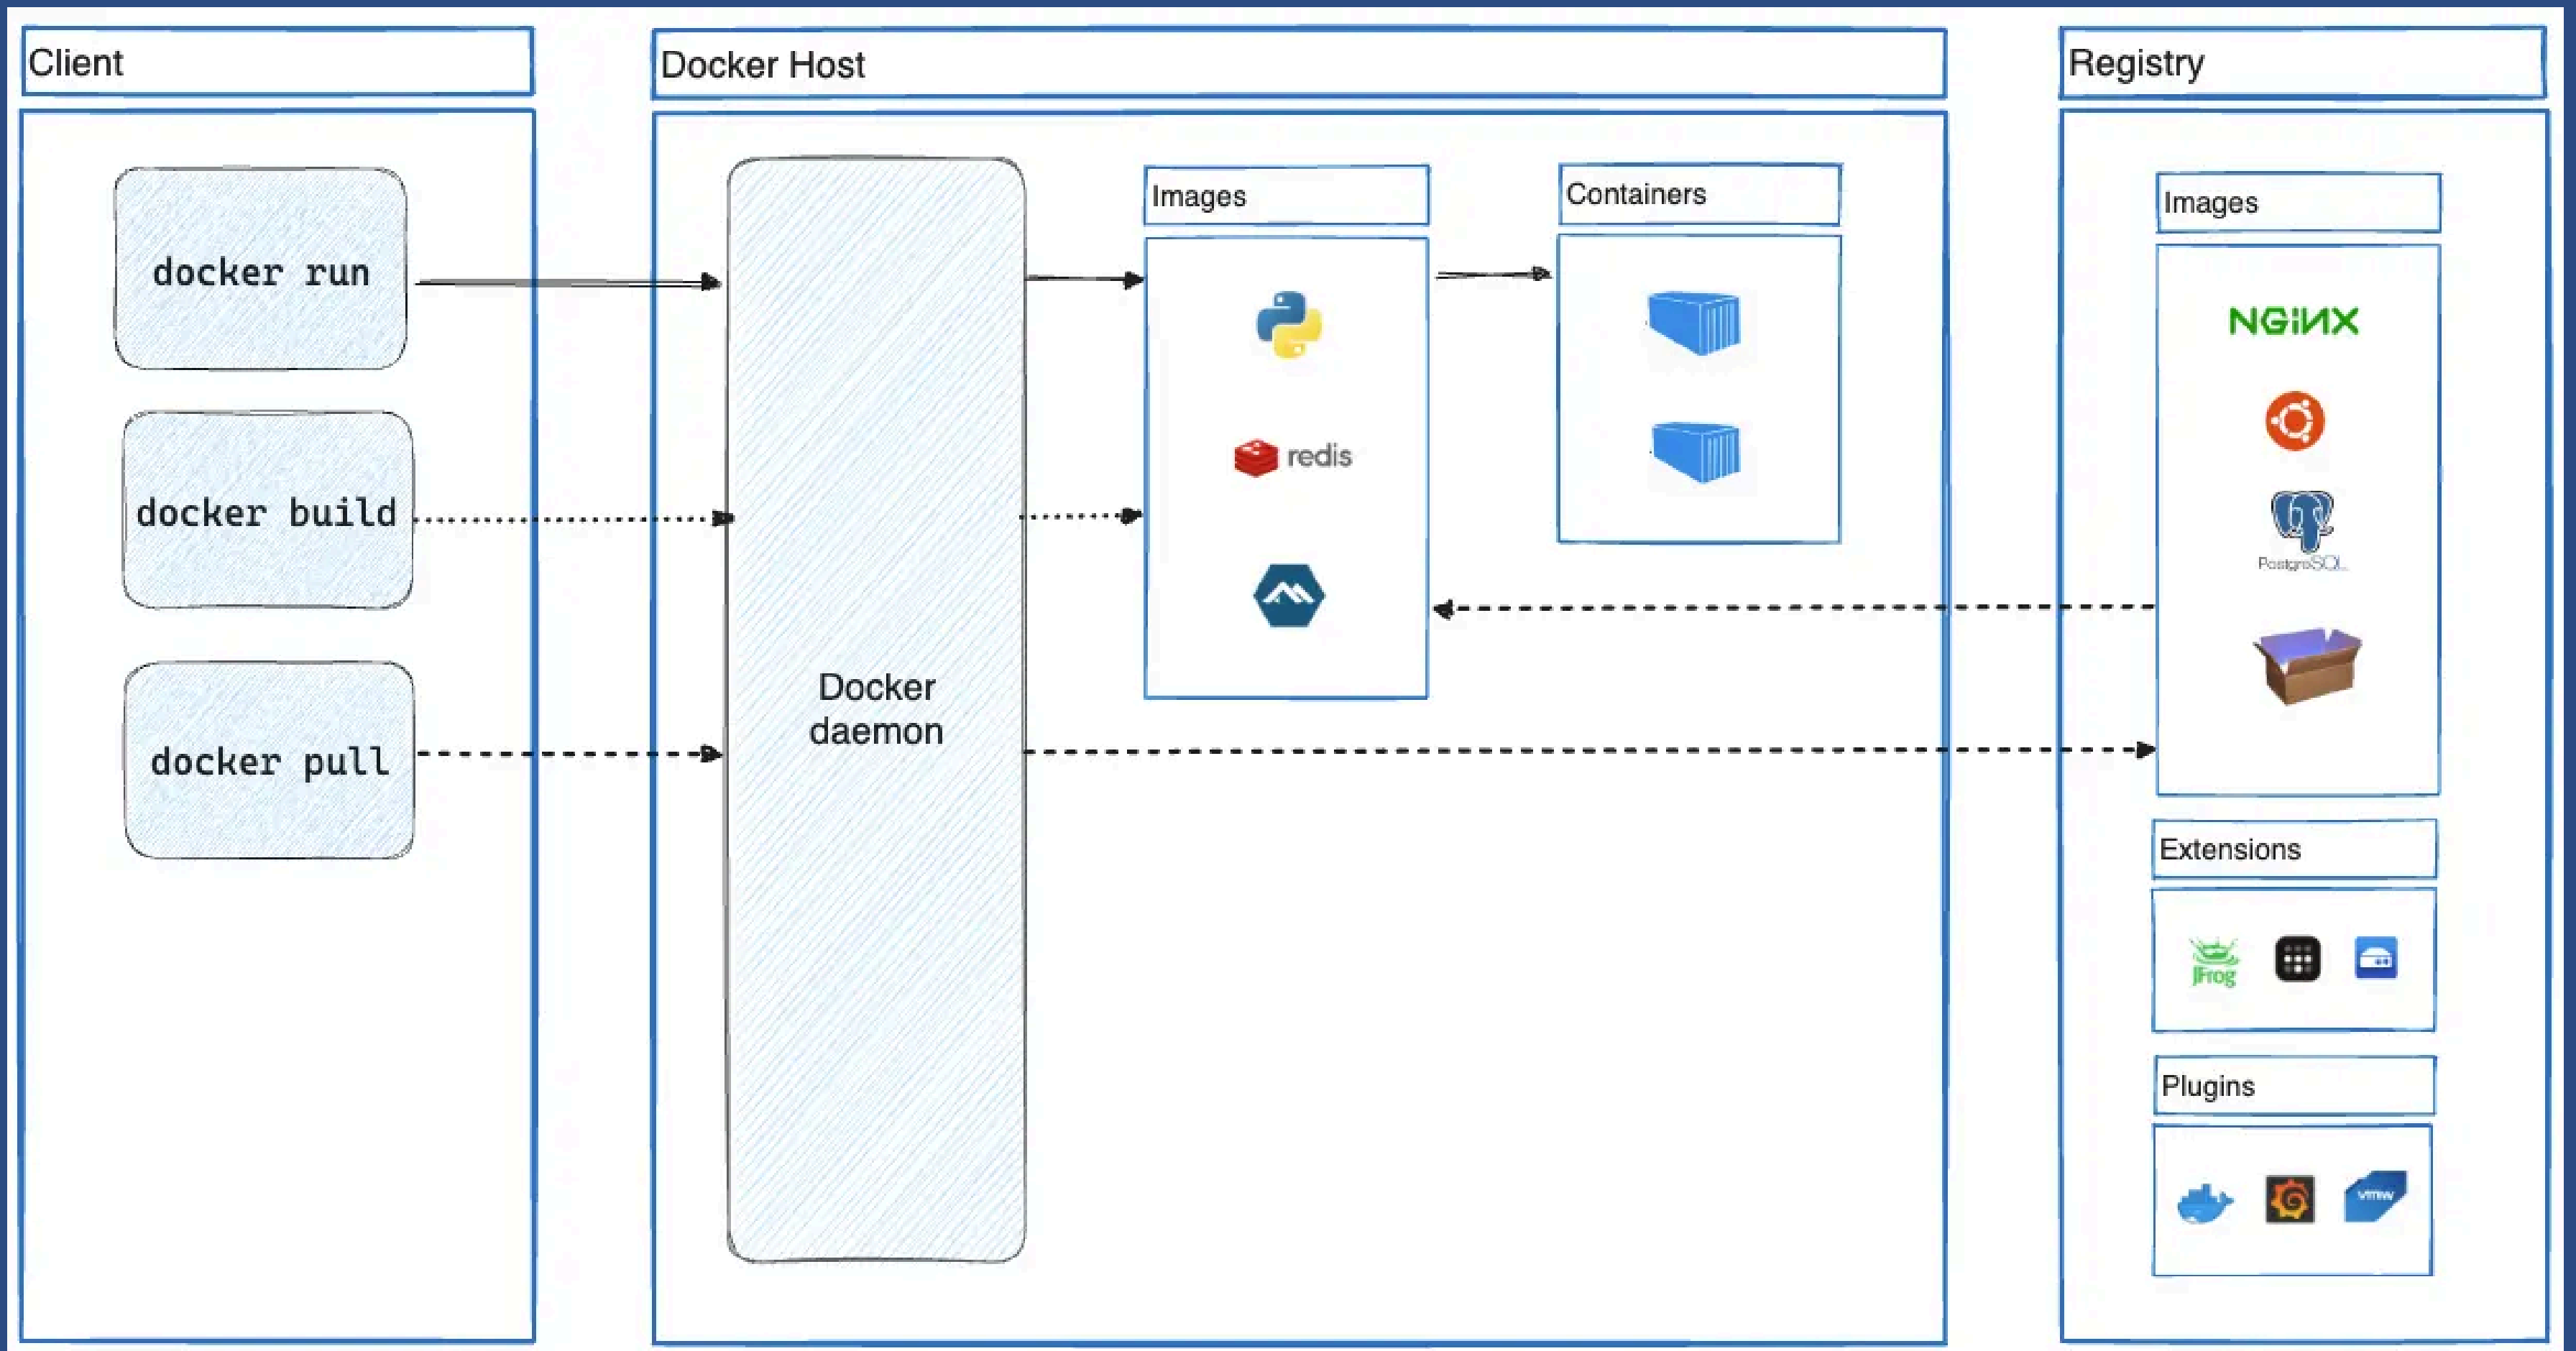 Client
Docker Host
Registry
docker run
docker build
docker pull
Docker
daemon
Images
redis
Containers
Images
NGINX
PostgreSQL
Extensions
JFrog
Plugins
vmw